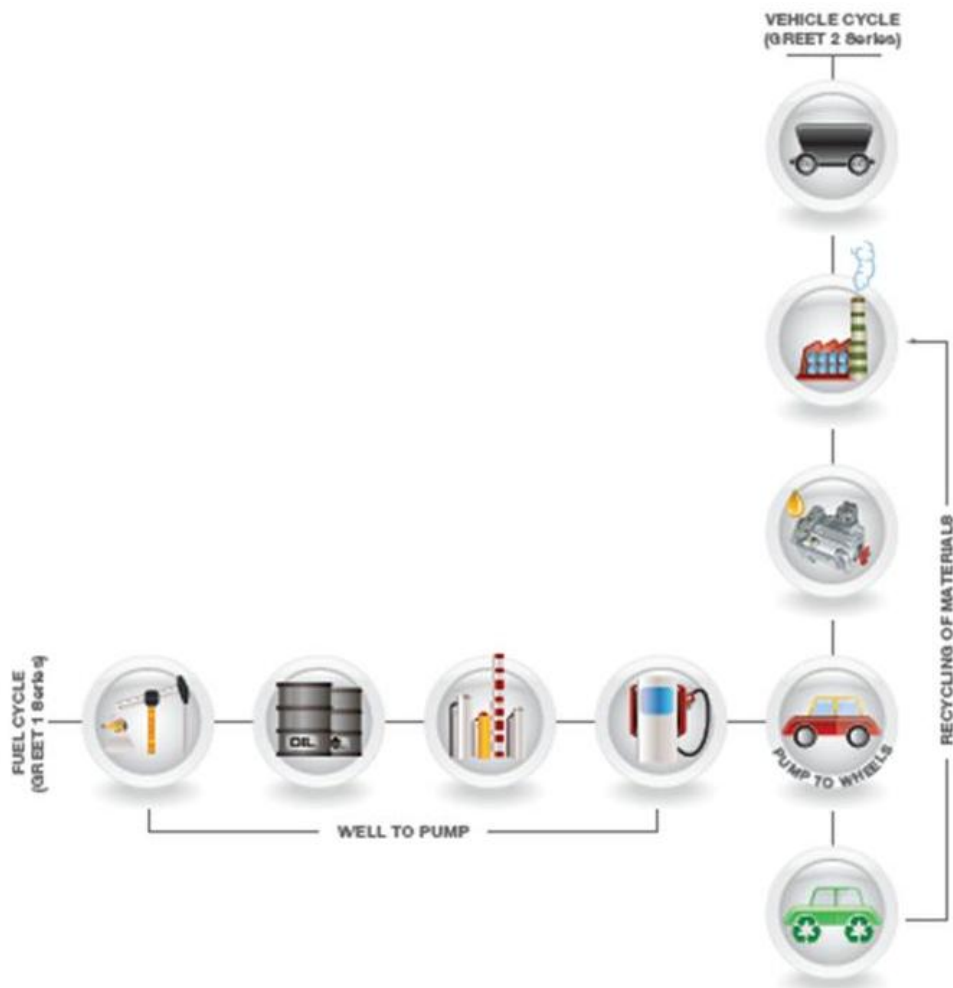 VEHICLE CYCLE
(GREET 2 Series)
RECYCLING OF MATERIALS
FUEL CYCLE
(GREET 1 Series)
OIL
PUMP TO WHEELS
WELL TO PUMP